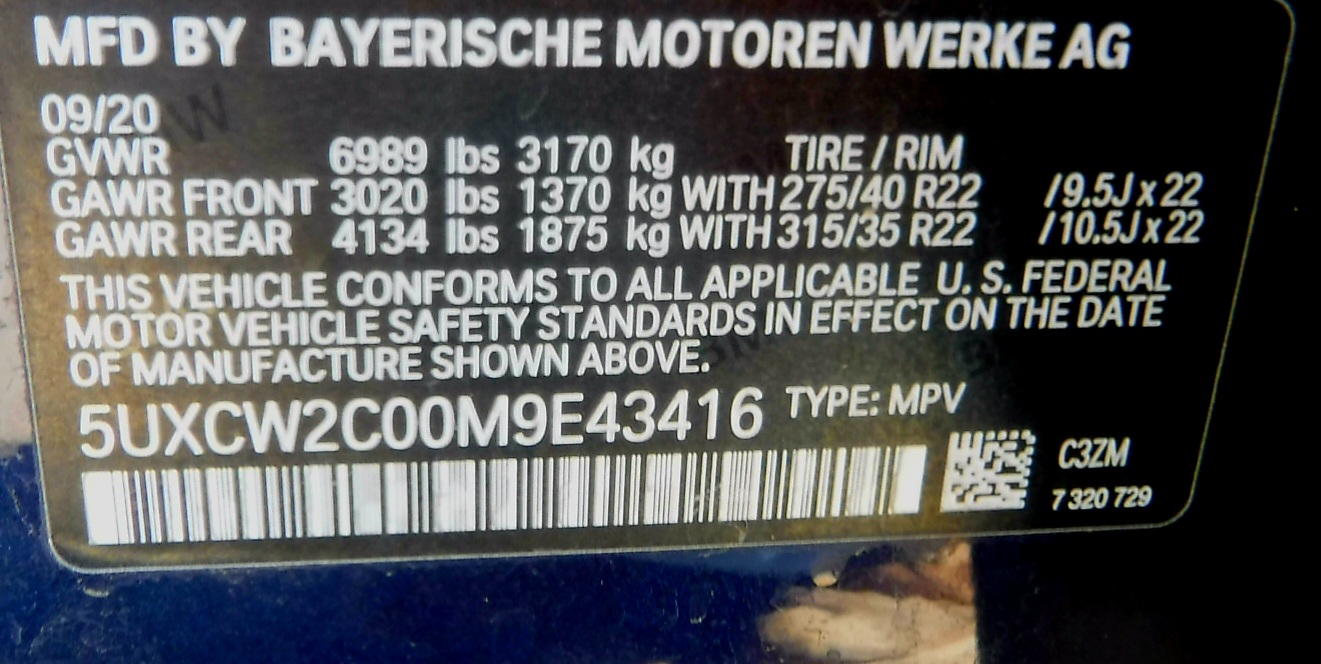 MFD BY BAYERISCHE MOTOREN WERKE AG
09/20
GVWR 6989 lbs 3170 kg TIRE / RIM
GAWR FRONT 3020 lbs 1370 kg WITH 275/40 R22 /9.5J x 22
GAWR REAR 4134 lbs 1875 kg WITH 315/35 R22 /10.5J x 22
THIS VEHICLE CONFORMS TO ALL APPLICABLE U. S. FEDERAL
MOTOR VEHICLE SAFETY STANDARDS IN EFFECT ON THE DATE
OF MANUFACTURE SHOWN ABOVE.
5UXCW2C00M9E43416 TYPE: MPV
C3ZM
7 320 729